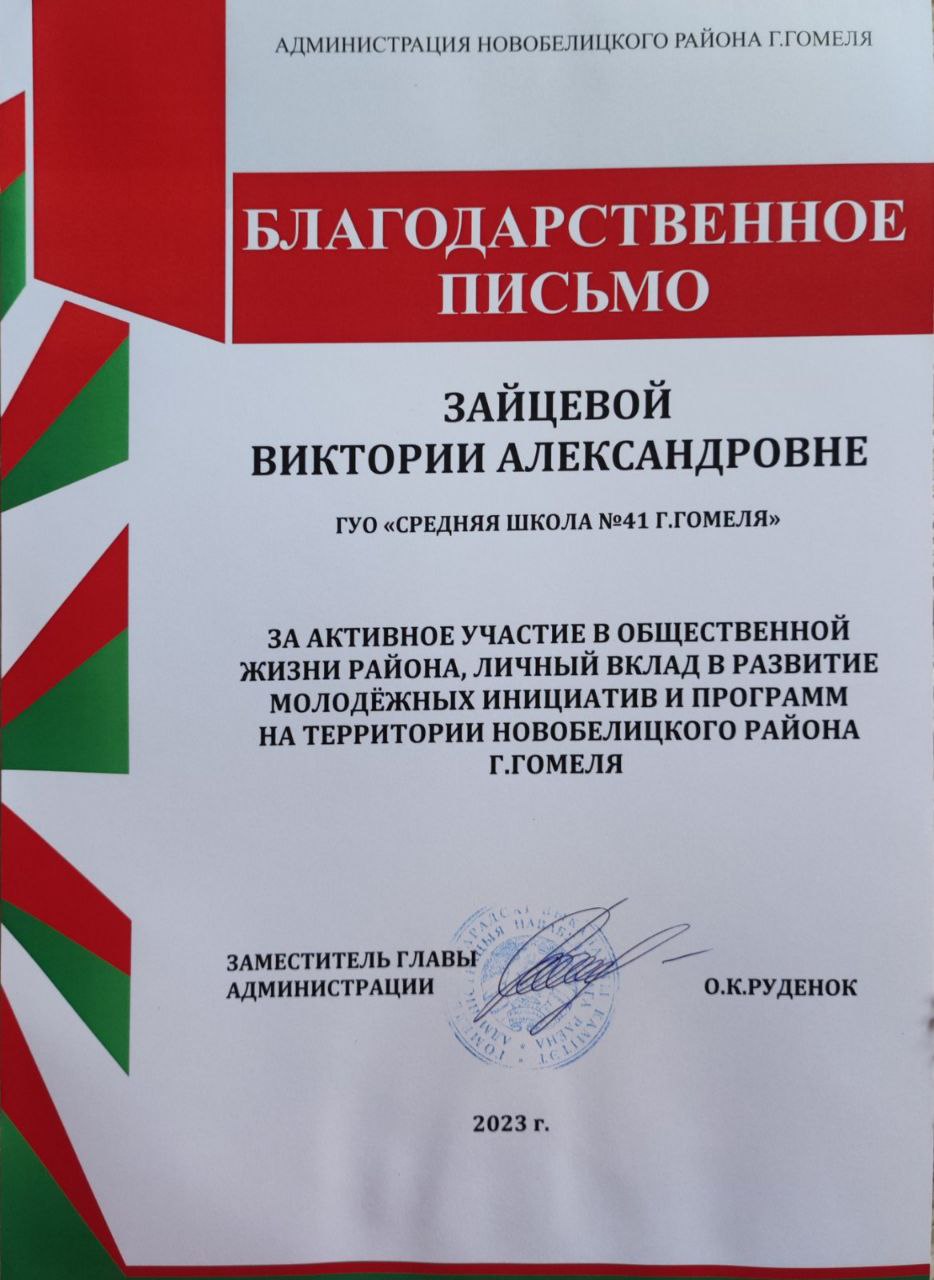 АДМИНИСТРАЦИЯ НОВОБЕЛИЦКОГО РАЙОНА Г.ГОМЕЛЯ
БЛАГОДАРСТВЕННОЕ
ПИСЬМО
ЗАЙЦЕВОЙ
ВИКТОРИИ АЛЕКСАНДРОВНЕ
ГУО «СРЕДНЯЯ ШКОЛА №41 Г.ГОМЕЛЯ»
ЗА АКТИВНОЕ УЧАСТИЕ В ОБЩЕСТВЕННОЙ
ЖИЗНИ РАЙОНА, ЛИЧНЫЙ ВКЛАД В РАЗВИТИЕ
МОЛОДЁЖНЫХ ИНИЦИАТИВ И ПРОГРАММ
НА ТЕРРИТОРИИ НОВОБЕЛИЦКОГО РАЙОНА
Г.ГОМЕЛЯ
ЗАМЕСТИТЕЛЬ ГЛАВЫ
АДМИНИСТРАЦИИ
О.К.РУДЕНОК
2023 г.